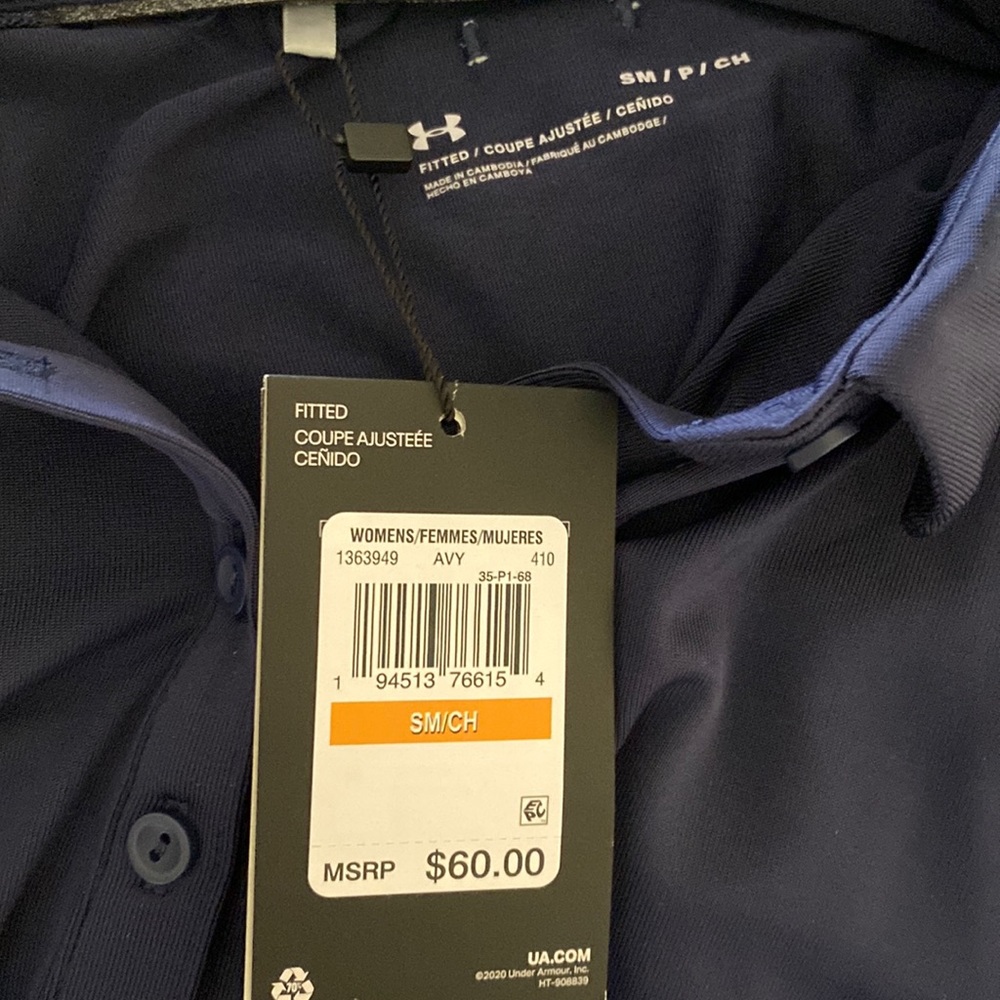 SM / P / CH
FITTED / COUPE AJUSTÉE / CEÑIDO
MADE IN CAMBODIA / FABRIQUÉ AU CAMBODGE /
HECHO EN CAMBOYA
FITTED
COUPE AJUSTEÉE
CEÑIDO
WOMENS/FEMMES/MUJERES
1363949 AVY 410
35-P1-68
1 94513 76615 4
SM/CH
EPC
MSRP $60.00
UA.COM
©2020 Under Armour, Inc.
HT-908839
70%